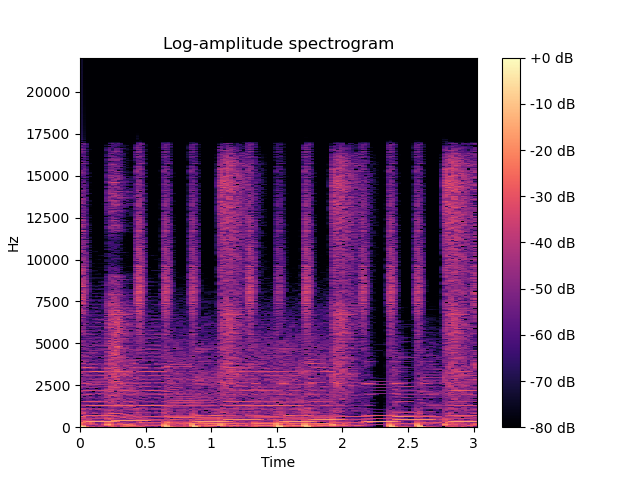 Log-amplitude spectrogram
Hz
20000
17500
15000
12500
10000
7500
5000
2500
0
0 0.5 1 1.5 2 2.5 3
Time
+0 dB
-10 dB
-20 dB
-30 dB
-40 dB
-50 dB
-60 dB
-70 dB
-80 dB